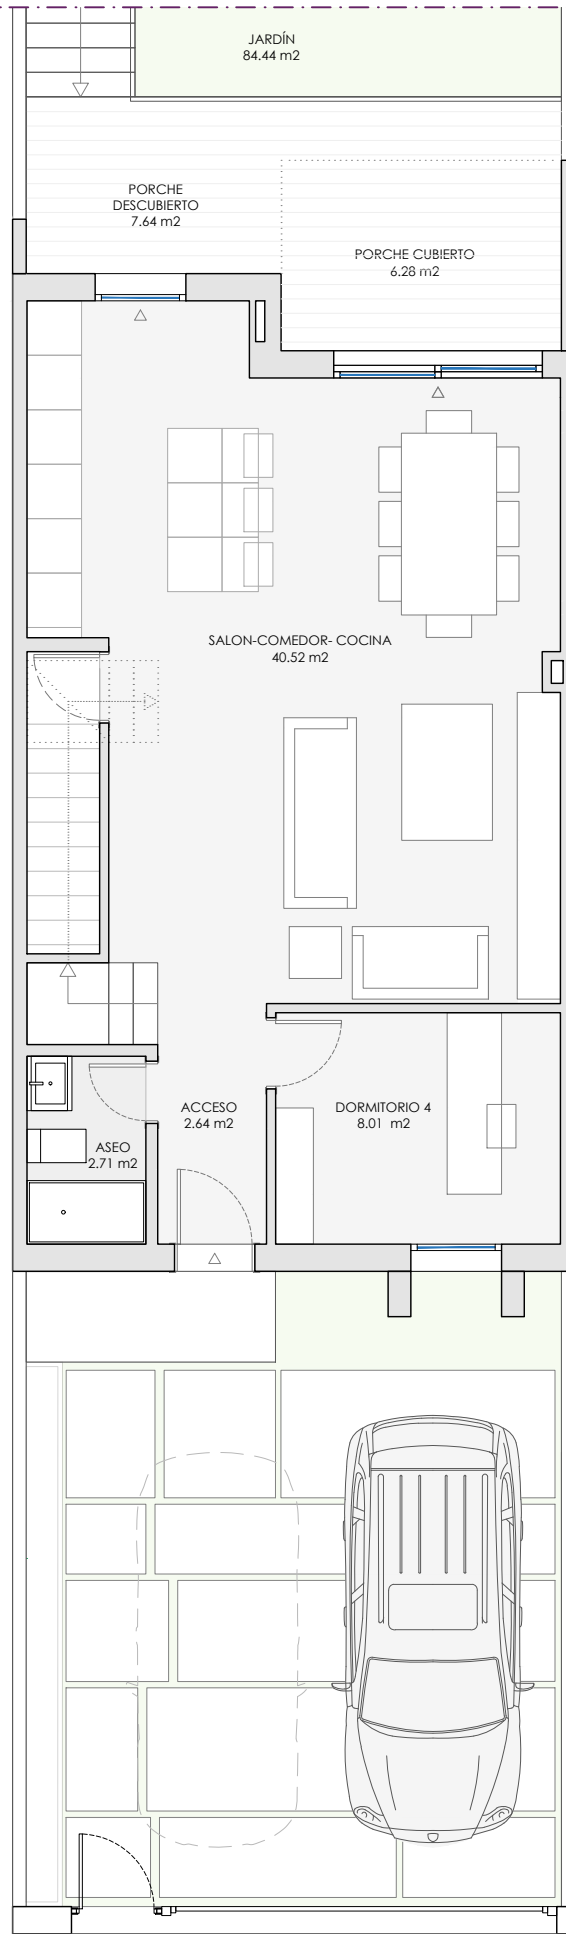 JARDÍN
84.44 m2
PORCHE
DESCUBIERTO
7.64 m2
PORCHE CUBIERTO
6.28 m2
SALON-COMEDOR- COCINA
40.52 m2
ACCESO
2.64 m2
DORMITORIO 4
8.01 m2
ASEO
2.71 m2